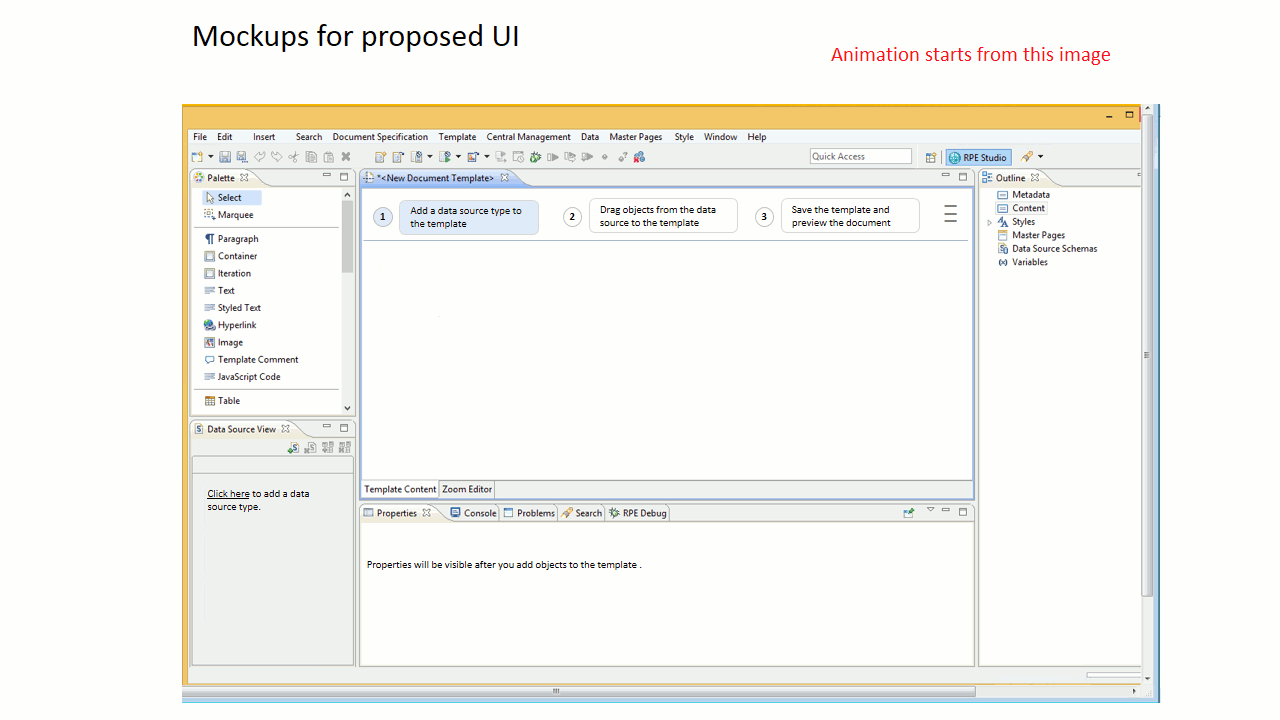 Mockups for proposed UI
Animation starts from this image
File Edit Insert Search Document Specification Template Central Management Data Master Pages Style Window Help
Quick Access
RPE Studio
Palette
Select
Marquee
Paragraph
Container
Iteration
Text
Styled Text
Hyperlink
Image
Template Comment
JavaScript Code
Table
*<New Document Template>
1
Add a data source type to
the template
2
Drag objects from the data
source to the template
3
Save the template and
preview the document
Outline
Metadata
Content
Styles
Master Pages
Data Source Schemas
(x) Variables
Data Source View
Click here to add a data
source type.
Template Content Zoom Editor
Properties Console Problems Search RPE Debug
Properties will be visible after you add objects to the template .